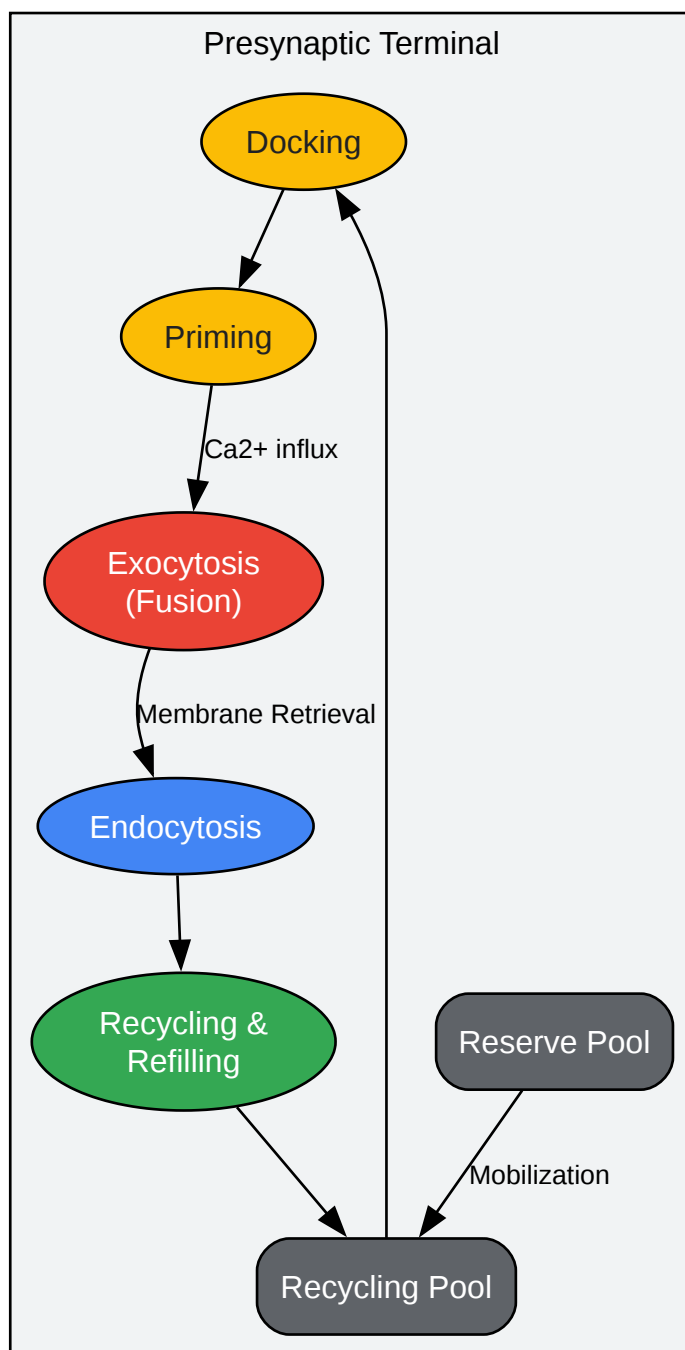 Presynaptic Terminal
Docking
Priming
Ca2+ influx
Exocytosis
(Fusion)
Membrane Retrieval
Endocytosis
Recycling &
Refilling
Reserve Pool
Mobilization
Recycling Pool